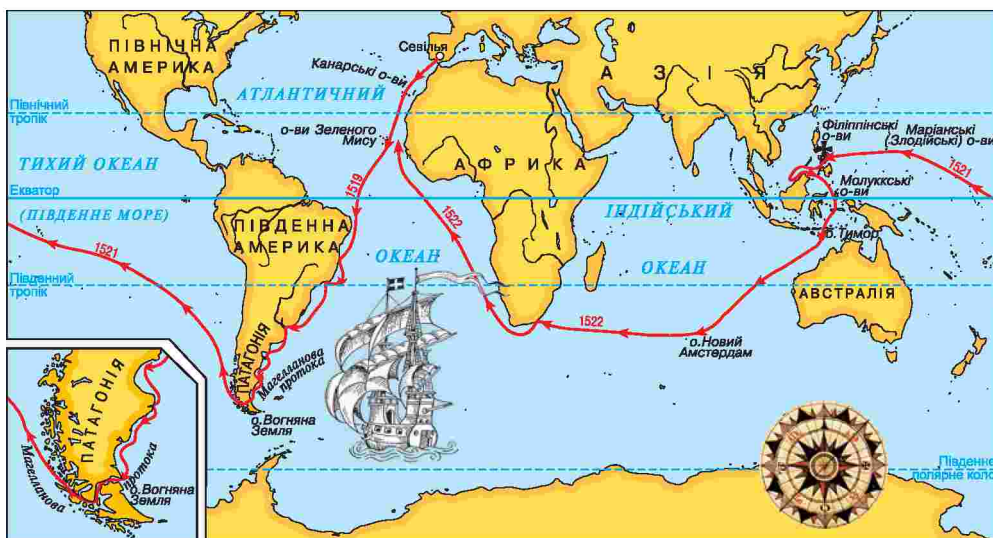 ПІВНІЧНА
АМЕРИКА
Севілья
Канарські о-ви
АТЛАНТИЧНИЙ
Північний
тропік
о-ви Зеленого
Мису
ТИХИЙ ОКЕАН
Екватор
(ПІВДЕННЕ МОРЕ)
1519
1522
АФРИКА
АЗІЯ
Філіппінські
о-ви
Маріанські
(Злодійські) о-ви
1521
Молуккські
о-ви
ІНДІЙСЬКИЙ
ОКЕАН
о. Тимор
ПІВДЕННА
АМЕРИКА
ОКЕАН
1521
Південний
тропік
АВСТРАЛІЯ
1522
о.Новий
Амстердам
ПАТАГОНІЯ
Магелланова
протока
о.Вогняна
Земля
ПАТАГОНІЯ
Магелланова
протока
о.Вогняна
Земля
Південне
полярне коло